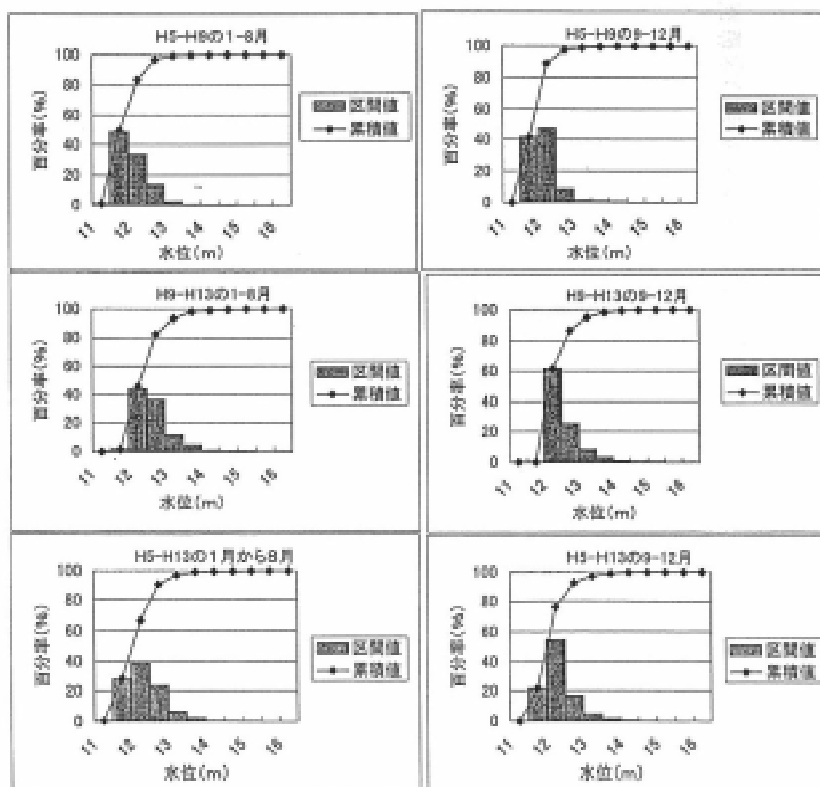 H5-H9の1-8月
百分率(%)
100
80
60
40
20
0
11
12
13
14
15
16
水位(m)
区間値
累積値
H5-H9の9-12月
百分率(%)
100
80
60
40
20
0
11
12
13
14
15
16
水位(m)
区間値
累積値
H9-H13の1-8月
百分率(%)
100
80
60
40
20
0
11
12
13
14
15
16
水位(m)
区間値
累積値
H9-H13の9-12月
百分率(%)
100
80
60
40
20
0
11
12
13
14
15
16
水位(m)
区間値
累積値
H5-H13の1月から8月
百分率(%)
100
80
60
40
20
0
11
12
13
14
15
16
水位(m)
区間値
累積値
H5-H13の9-12月
百分率(%)
100
80
60
40
20
0
11
12
13
14
15
16
水位(m)
区間値
累積値